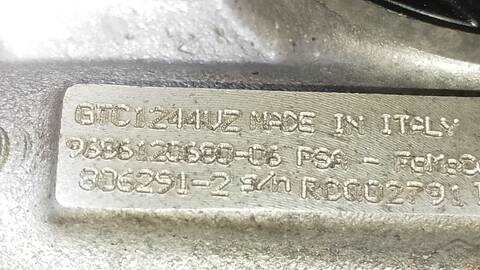 GTC1244VZ MADE IN ITALY
9686120680-06 PSA -
806291-2 s/n